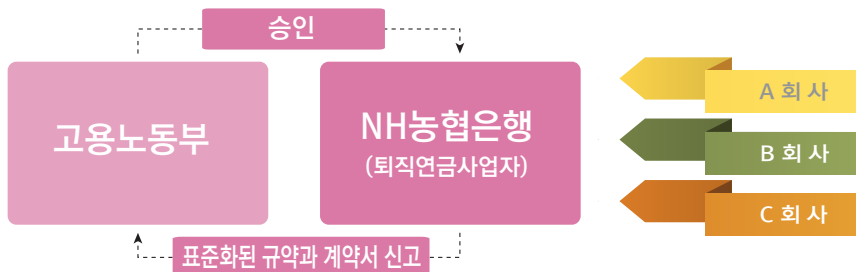 승인
고용노동부
NH농협은행
(퇴직연금사업자)
A 회 사
B 회 사
C 회 사
표준화된 규약과 계약서 신고